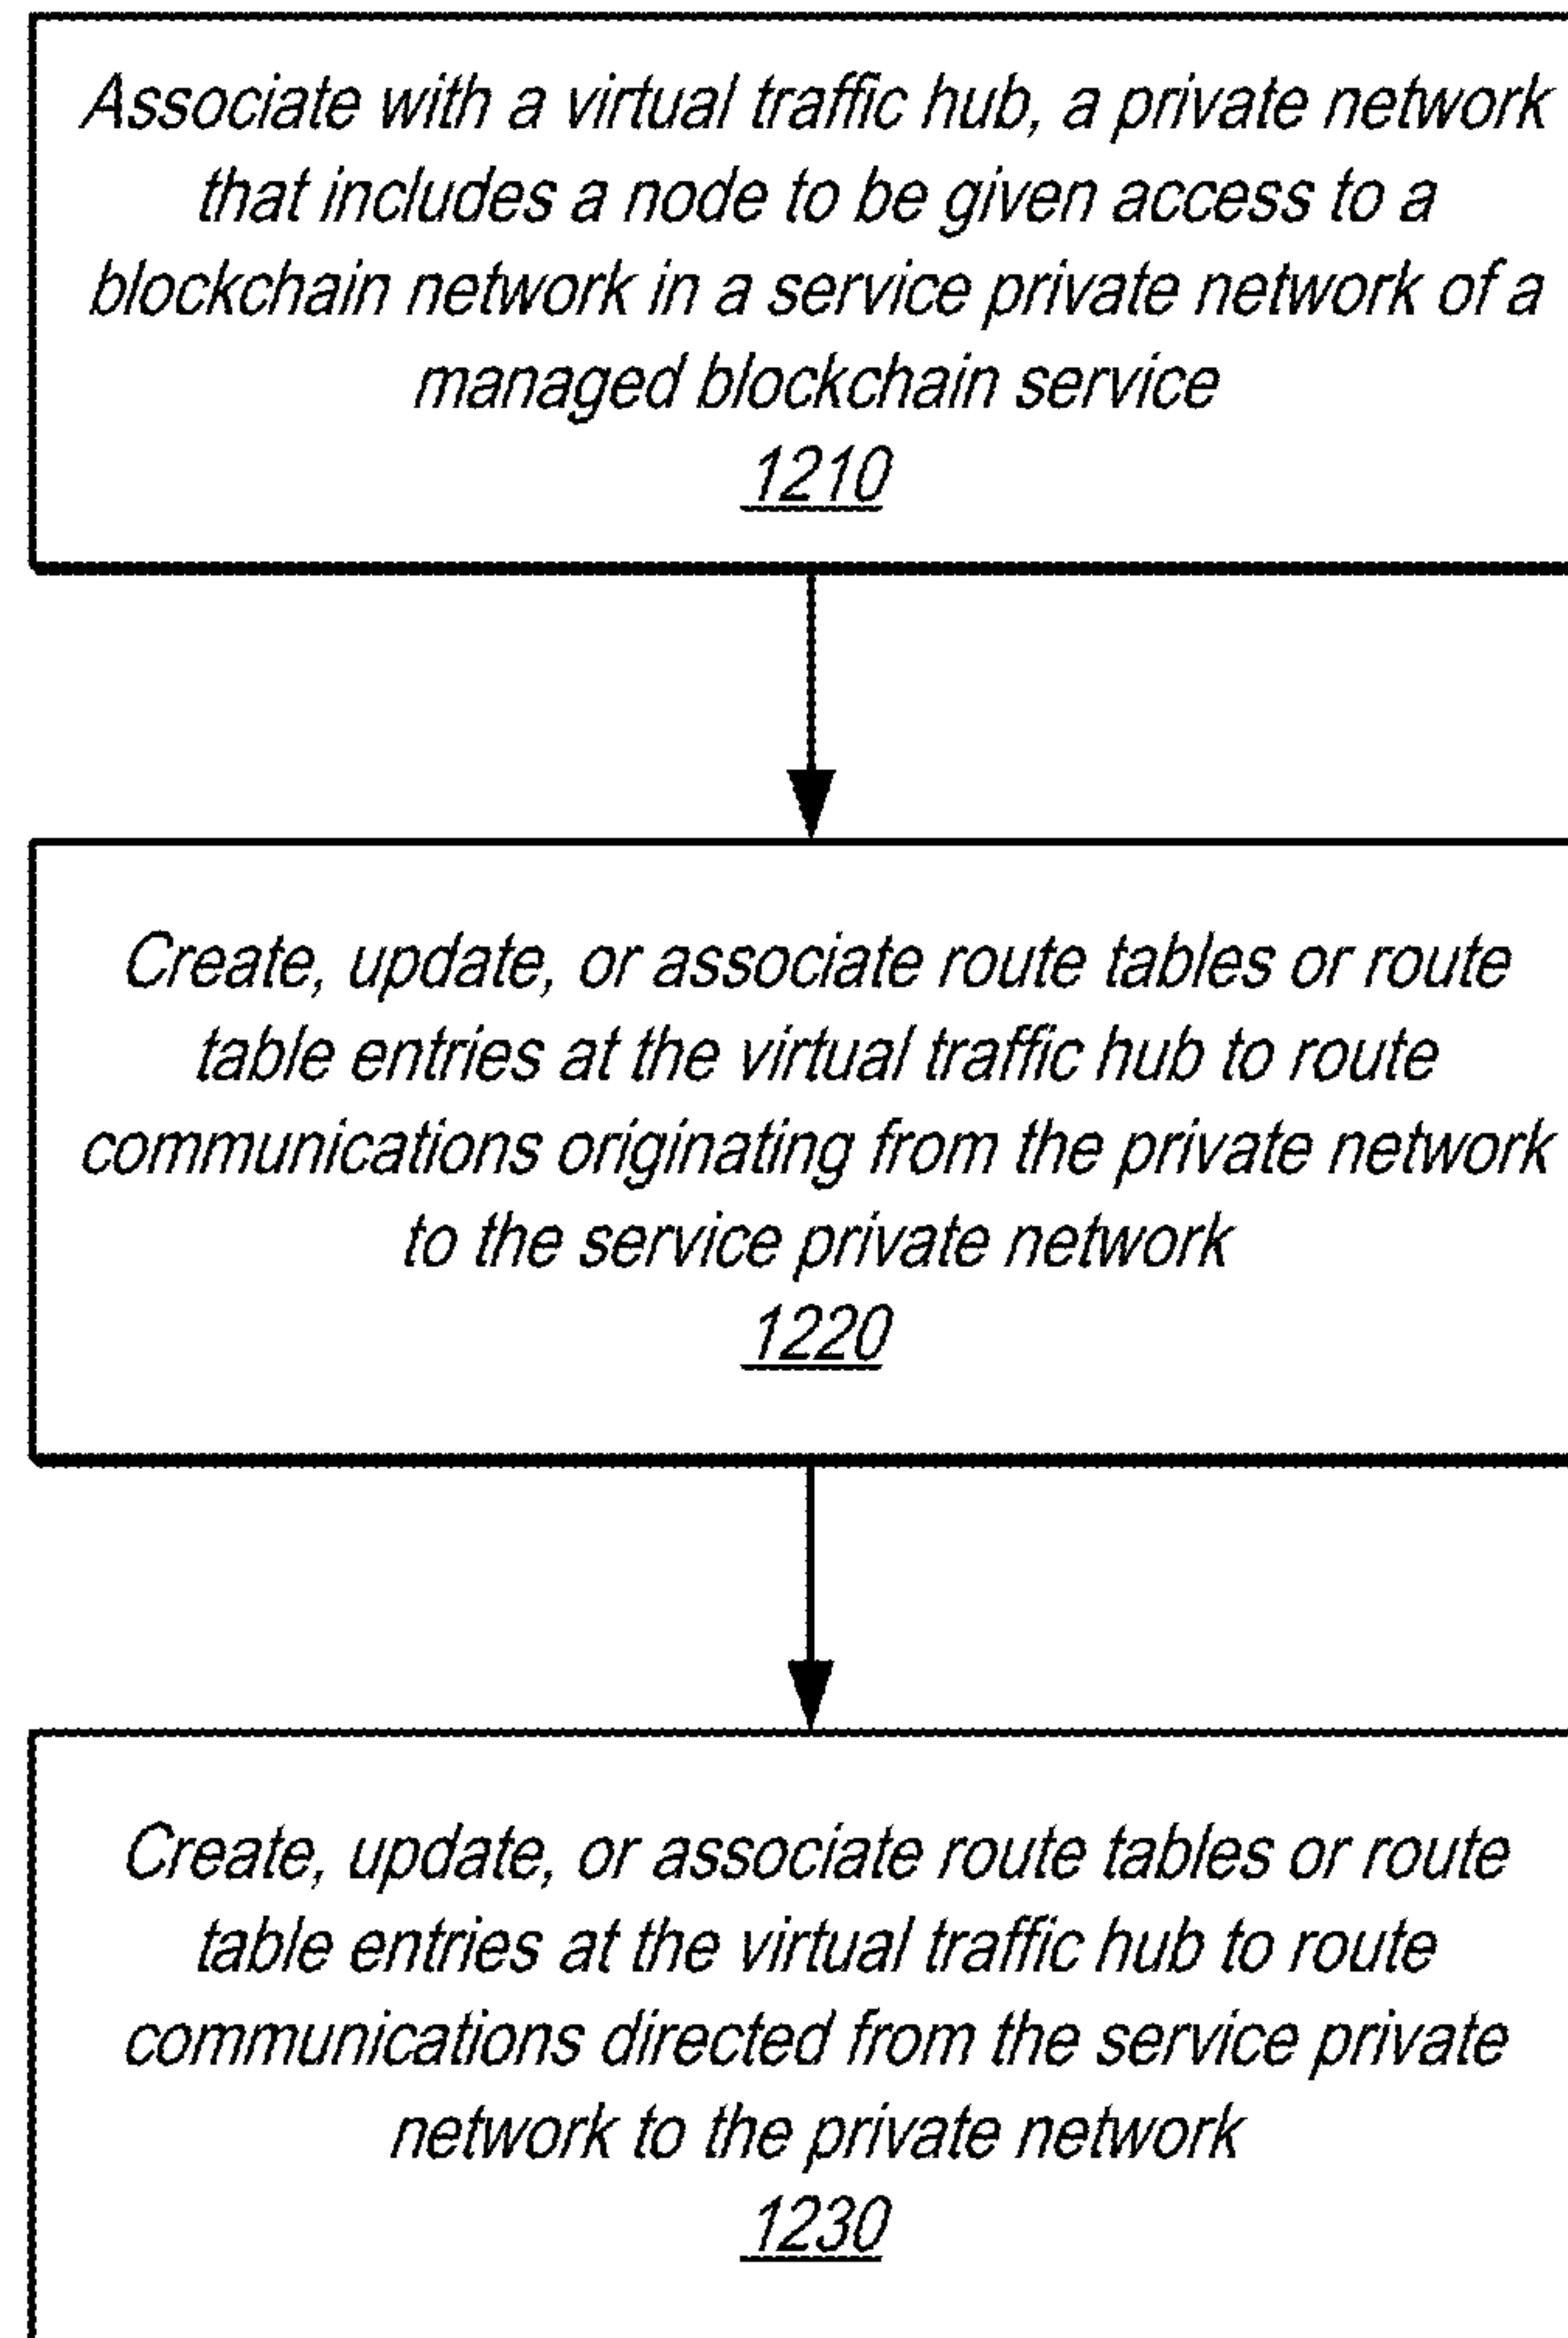 Associate with a virtual traffic hub, a private network
that includes a node to be given access to a
blockchain network in a service private network of a
managed blockchain service
1210
Create, update, or associate route tables or route
table entries at the virtual traffic hub to route
communications originating from the private network
to the service private network
1220
Create, update, or associate route tables or route
table entries at the virtual traffic hub to route
communications directed from the service private
network to the private network
1230